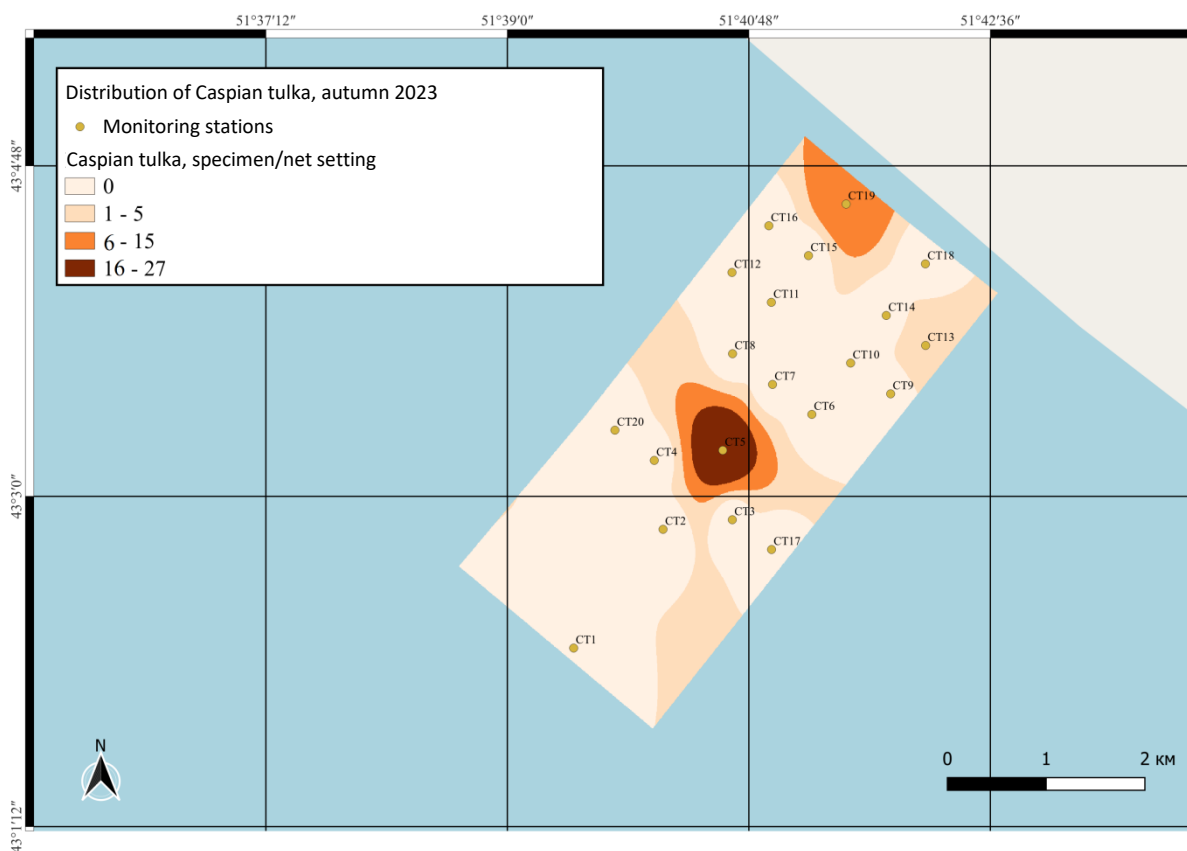 51°37'12"
51°39'0"
51°40'48"
51°42'36"
Distribution of Caspian tulka, autumn 2023
Monitoring stations
Caspian tulka, specimen/net setting
0
1 - 5
6 - 15
16 - 27
43°4'48"
43°3'0"
43°1'12"
CT19
CT16
CT15
CT18
CT12
CT11
CT14
CT13
CT8
CT10
CT7
CT9
CT6
CT20
CT5
CT4
CT3
CT2
CT17
CT1
N
0 1 2 км